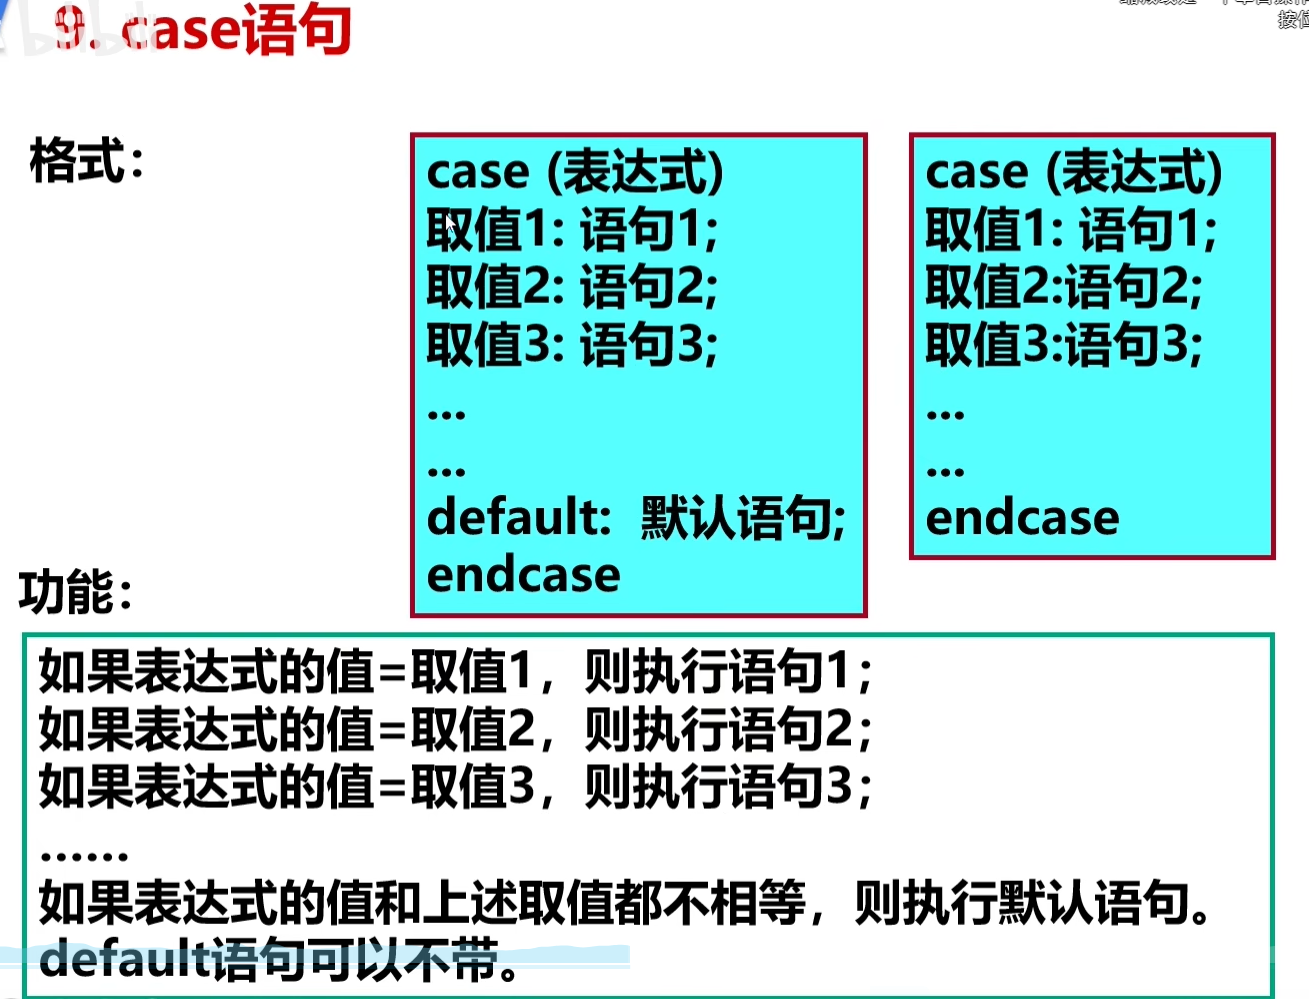 9. case语句
按位
格式：
case (表达式)
取值1: 语句1;
取值2: 语句2;
取值3: 语句3;
...
...
default: 默认语句;
endcase
case (表达式)
取值1: 语句1;
取值2:语句2;
取值3:语句3;
...
...
endcase
功能：
如果表达式的值=取值1，则执行语句1；
如果表达式的值=取值2，则执行语句2；
如果表达式的值=取值3，则执行语句3；
……
如果表达式的值和上述取值都不相等，则执行默认语句。
default语句可以不带。